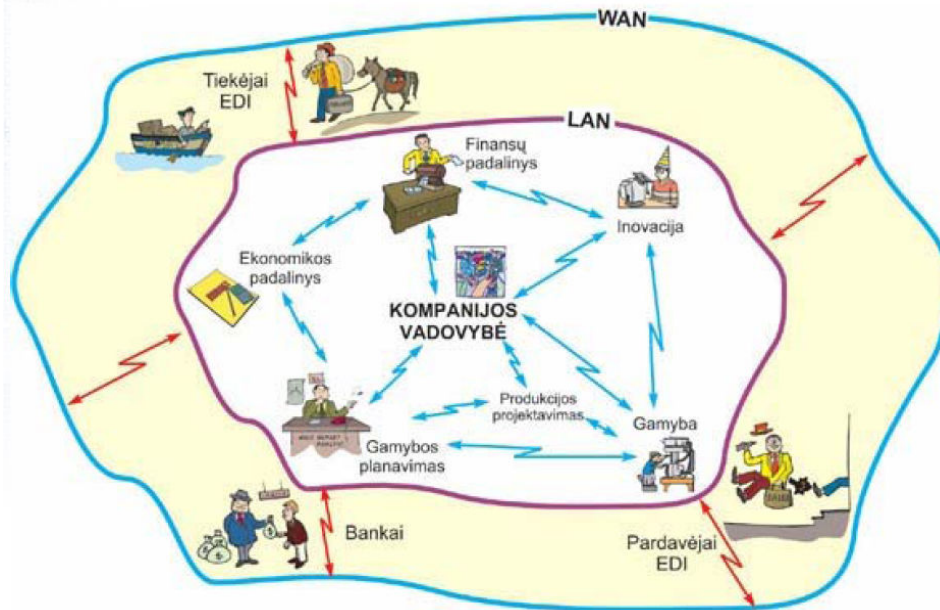 WAN
Tiekėjai
EDI
LAN
Finansų
padalinys
Inovacija
Ekonomikos
padalinys
KOMPANIJOS
VADOVYBĖ
Produkcijos
projektavimas
Gamyba
Gamybos
planavimas
Bankai
Pardavėjai
EDI